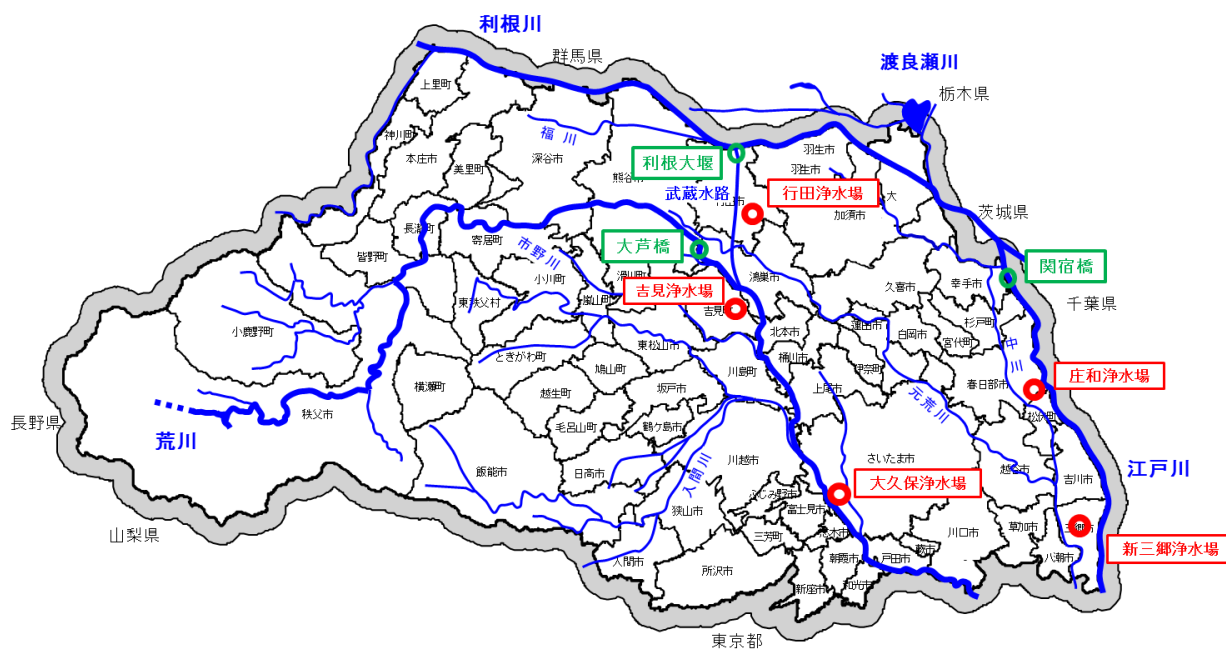 利根川
群馬県
渡良瀬川
栃木県
上里町
神川町
本庄市
美里町
福川
深谷市
利根大堰
羽生市
羽生市
武蔵水路
行田浄水場
加須市
茨城県
長瀞町
皆野町
寄居町
市野川
大芦橋
関宿橋
小川町
嵐山町
吉見浄水場
鴻巣市
久喜市
幸手市
千葉県
小鹿野町
東秩父村
北本市
蓮田市
白岡市
杉戸町
宮代町
中川
ときがわ町
東松山市
桶川市
伊奈町
横瀬町
鳩山町
川島町
上尾市
春日部市
庄和浄水場
長野県
秩父市
越生町
坂戸市
元荒川
松伏町
荒川
毛呂山町
鶴ケ島市
飯能市
日高市
川越市
入間川
さいたま市
越谷市
吉川市
江戸川
大久保浄水場
山梨県
狭山市
ふじみ野市
富士見市
三芳町
志木市
川口市
草加市
三郷市
新三郷浄水場
入間市
所沢市
朝霞市
戸田市
蕨市
八潮市
新座市
和光市
東京都